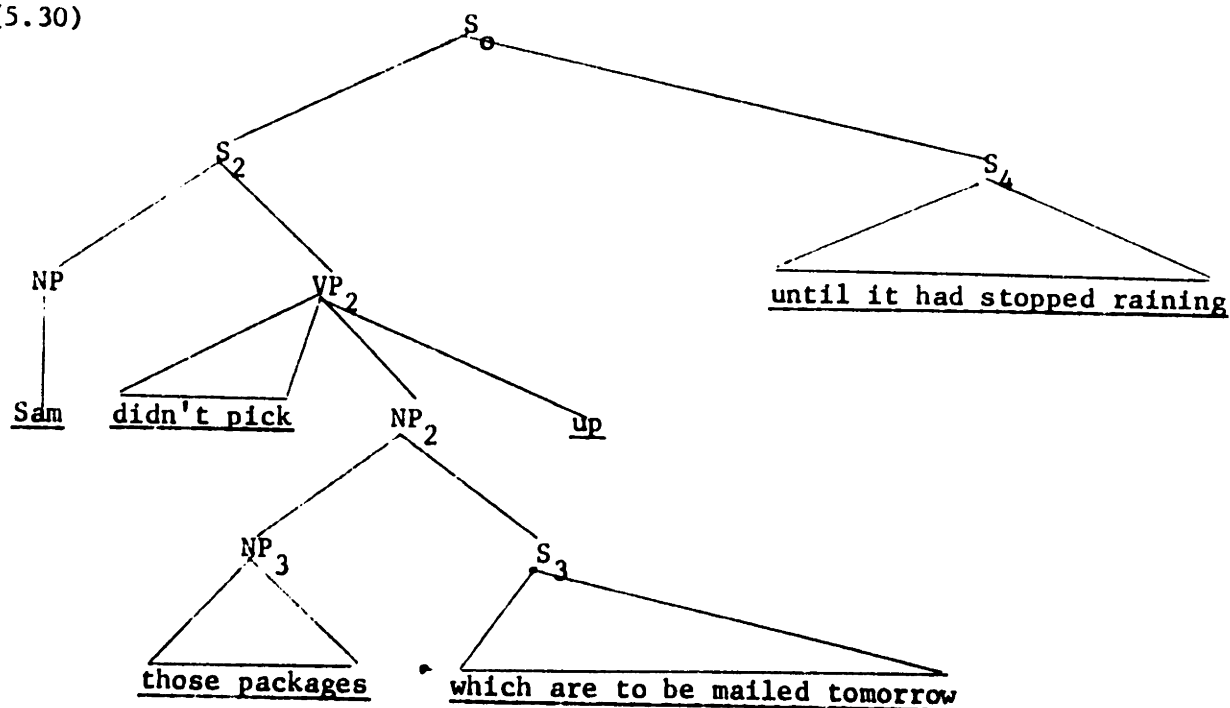 (5.30)
S0
S2 S4
NP VP2
until it had stopped raining
Sam didn't pick NP2 up
NP3 S3
those packages which are to be mailed tomorrow